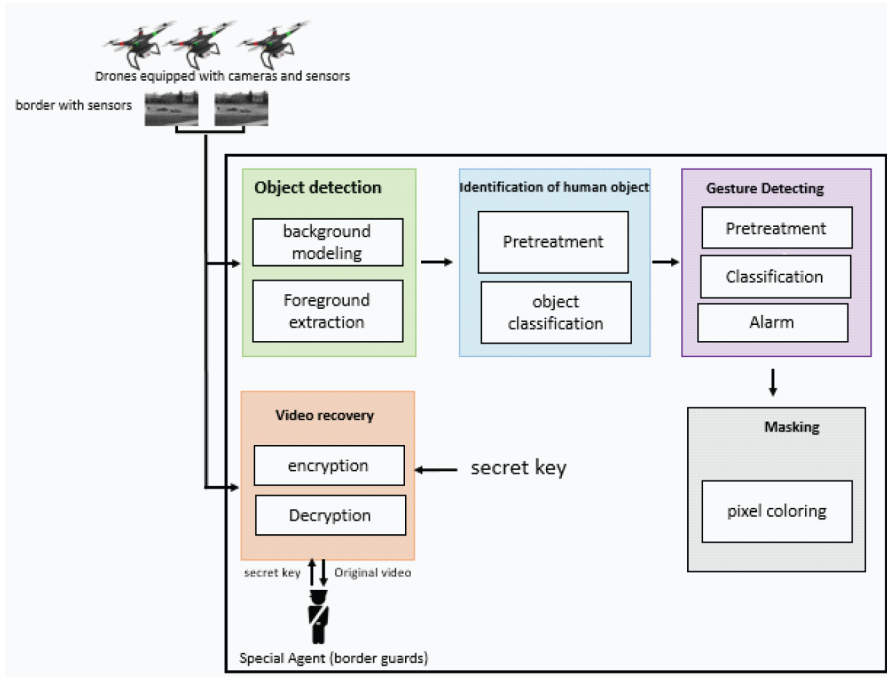 Drones equipped with cameras and sensors
border with sensors
Object detection
background
modeling
Foreground
extraction
Identification of human object
Pretreatment
object
classification
Gesture Detecting
Pretreatment
Classification
Alarm
Video recovery
encryption
Decryption
secret key
Masking
pixel coloring
secret key
Original video
Special Agent (border guards)